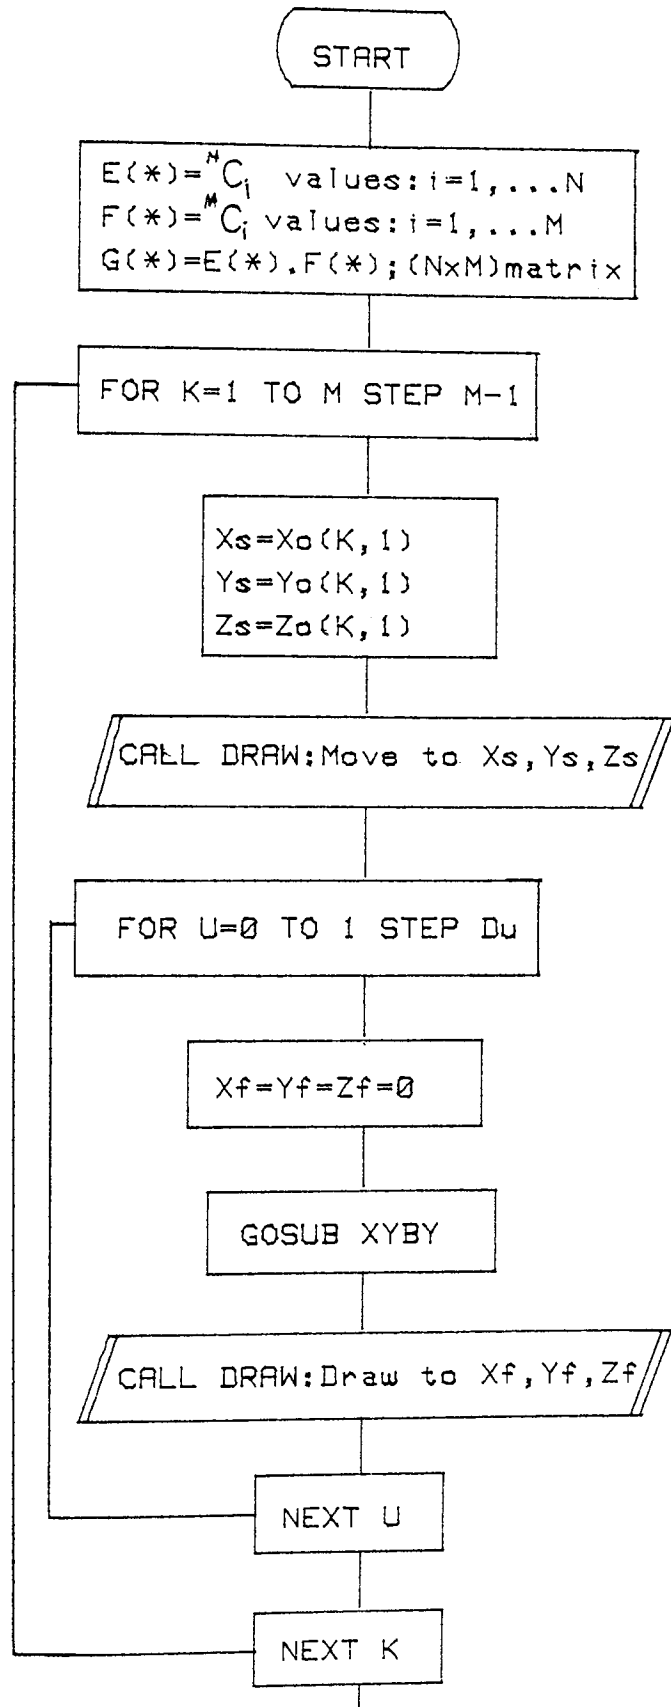 START
E(*)=ᴺCᵢ values:i=1,...N
F(*)=ᴹCᵢ values:i=1,...M
G(*)=E(*).F(*);(NxM)matrix
FOR K=1 TO M STEP M-1
Xs=Xo(K,1)
Ys=Yo(K,1)
Zs=Zo(K,1)
CALL DRAW:Move to Xs,Ys,Zs
FOR U=0 TO 1 STEP Du
Xf=Yf=Zf=0
GOSUB XYBY
CALL DRAW:Draw to Xf,Yf,Zf
NEXT U
NEXT K